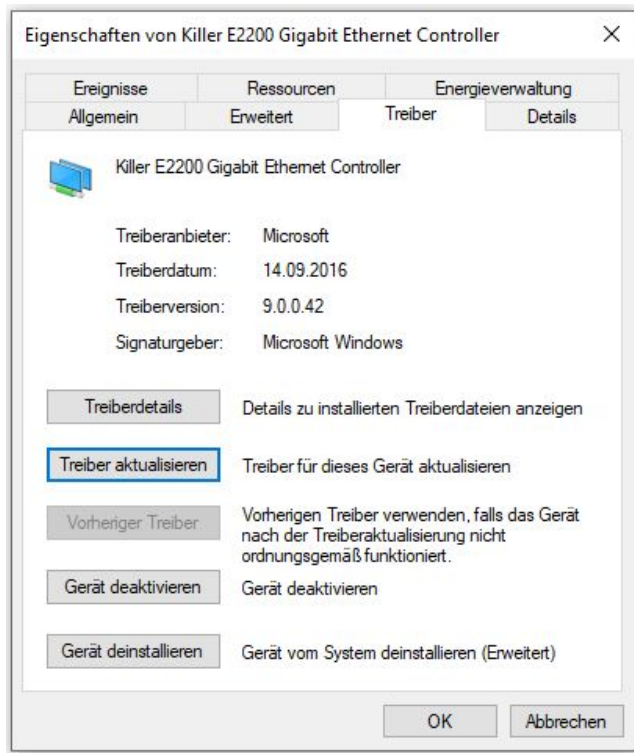 Eigenschaften von Killer E2200 Gigabit Ethernet Controller
Ereignisse Ressourcen Energieverwaltung
Allgemein Erweitert Treiber Details
Killer E2200 Gigabit Ethernet Controller
Treiberanbieter: Microsoft
Treiberdatum: 14.09.2016
Treiberversion: 9.0.0.42
Signaturgeber: Microsoft Windows
Treiberdetails Details zu installierten Treiberdateien anzeigen
Treiber aktualisieren Treiber für dieses Gerät aktualisieren
Vorheriger Treiber Vorherigen Treiber verwenden, falls das Gerät
nach der Treiberaktualisierung nicht
ordnungsgemäß funktioniert.
Gerät deaktivieren Gerät deaktivieren
Gerät deinstallieren Gerät vom System deinstallieren (Erweitert)
OK Abbrechen